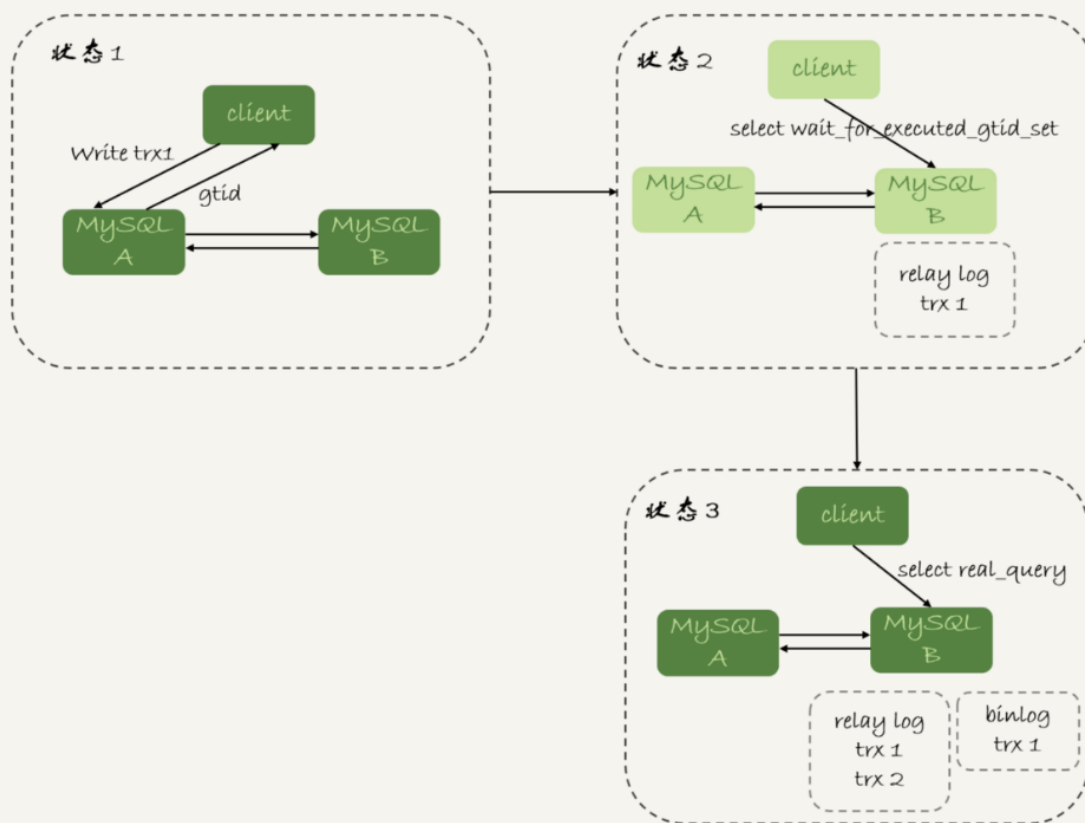 状态1
client
Write trx1
gtid
MySQL
A
MySQL
B
状态2
client
select wait_for_executed_gtid_set
MySQL
A
MySQL
B
relay log
trx 1
状态3
client
select real_query
MySQL
A
MySQL
B
relay log
trx 1
trx 2
binlog
trx 1